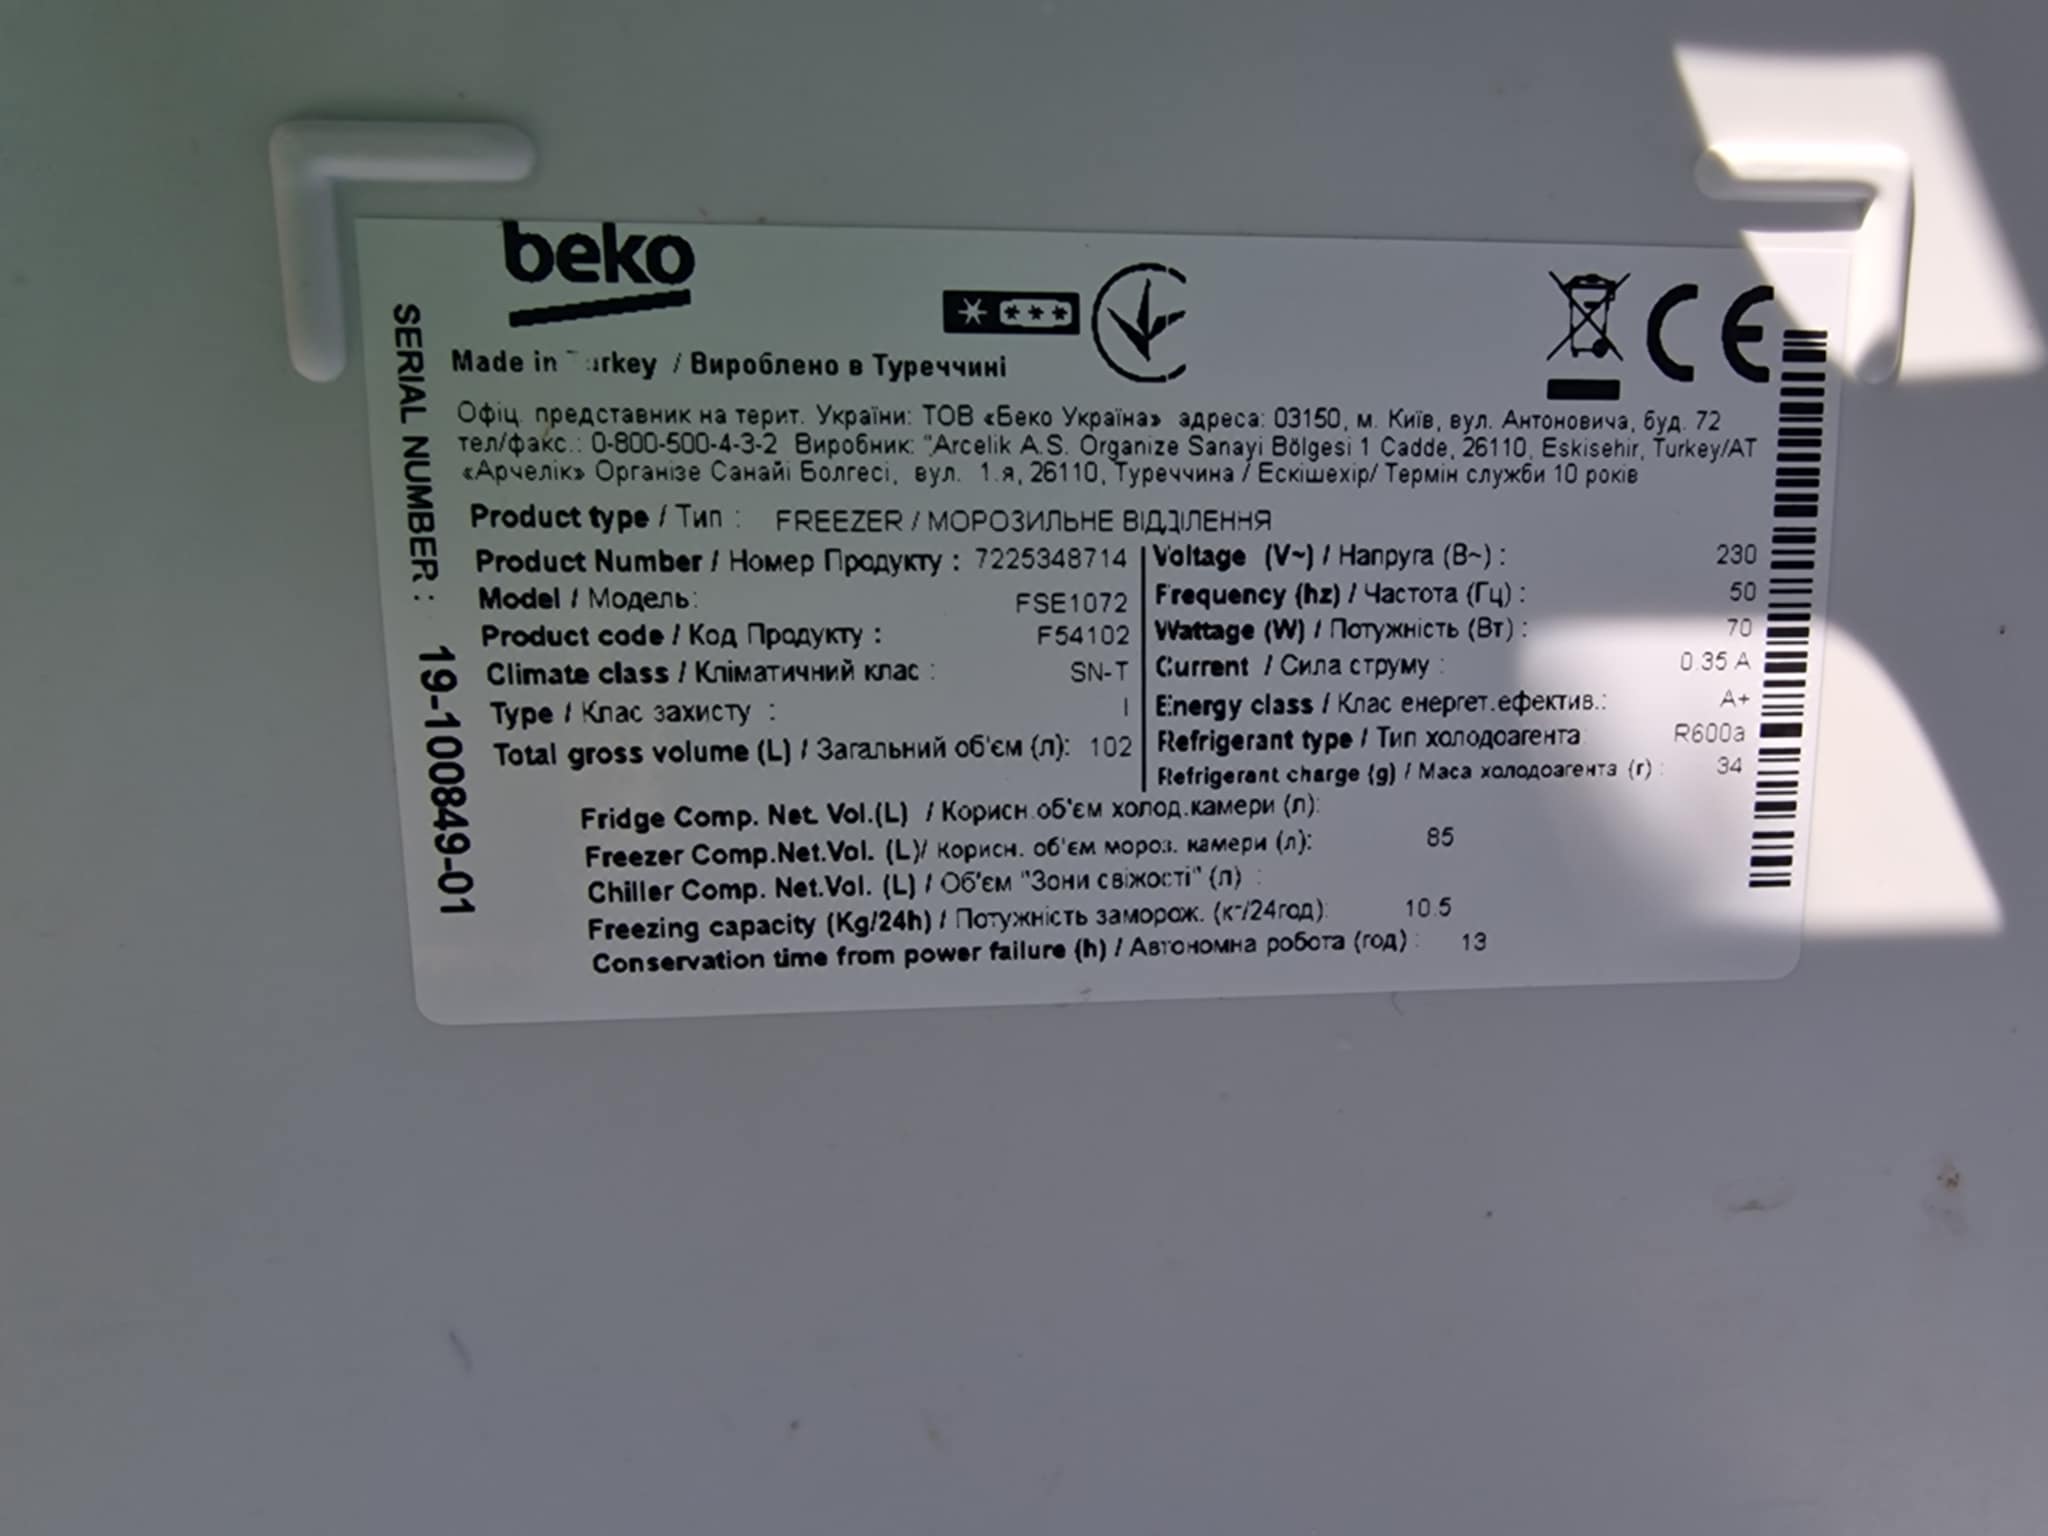 beko
Made in Turkey / Вироблено в Туреччині
Офіц. представник на терит. України: ТОВ «Беко Україна» адреса: 03150, м. Київ, вул. Антоновича, буд. 72
тел/факс.: 0-800-500-4-3-2 Виробник: "Arcelik A.S. Organize Sanayi Bölgesi 1 Cadde, 26110, Eskisehir, Turkey/АТ
«Арчелік» Організе Санайі Болгесі, вул. 1.я, 26110, Туреччина / Ескішехір/ Термін служби 10 років
Product type / Тип : FREEZER / МОРОЗИЛЬНЕ ВІДДІЛЕННЯ
Product Number / Номер Продукту : 7225348714
Model / Модель: FSE1072
Product code / Код Продукту : F54102
Climate class / Кліматичний клас : SN-T
Type / Клас захисту : I
Total gross volume (L) / Загальний об'єм (л): 102
Voltage (V~) / Напруга (В~) : 230
Frequency (hz) / Частота (Гц) : 50
Wattage (W) / Потужність (Вт) : 70
Current / Сила струму : 0.35 A
Energy class / Клас енергет.ефектив.: A+
Refrigerant type / Тип холодоагента R600a
Refrigerant charge (g) / Маса холодоагента (г) : 34
Fridge Comp. Net. Vol.(L) / Корисн.об'єм холод.камери (л):
Freezer Comp.Net.Vol. (L)/ Корисн. об'єм мороз. камери (л): 85
Chiller Comp. Net.Vol. (L) / Об'єм "Зони свіжості" (л) :
Freezing capacity (Kg/24h) / Потужність заморож. (кг/24год): 10.5
Conservation time from power failure (h) / Автономна робота (год) : 13
SERIAL NUMBER : 19-100849-01